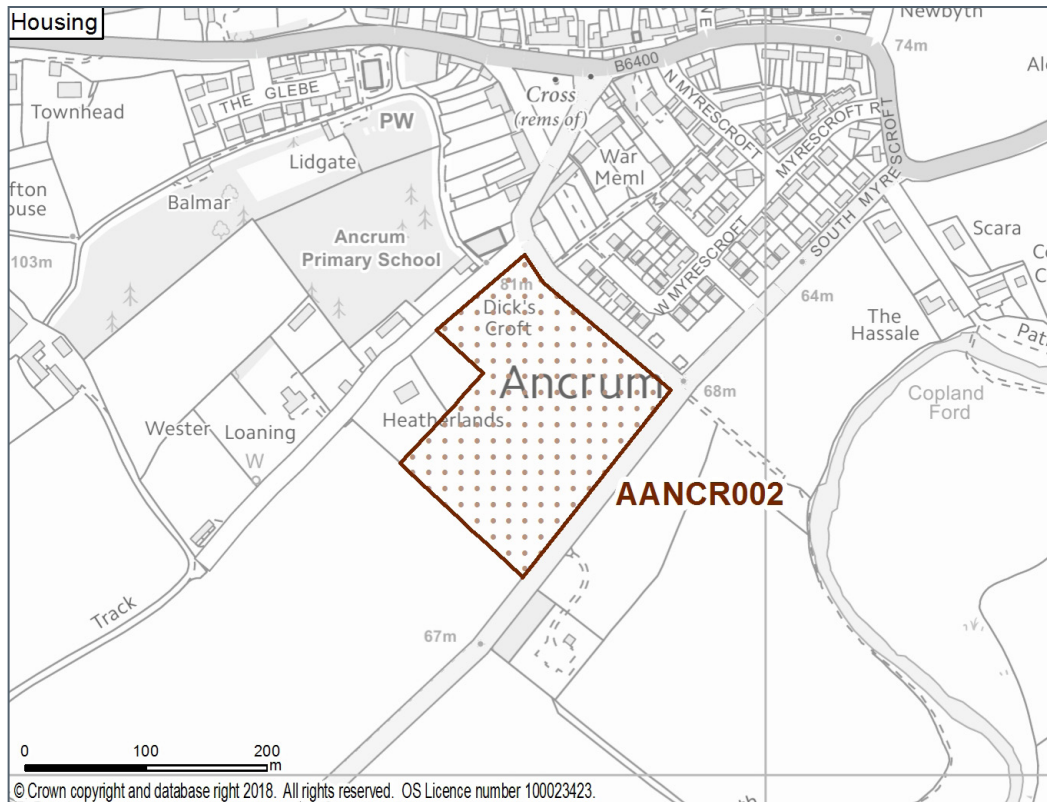 Housing
Newbyth
74m
B6400
Townhead
THE GLEBE
PW
Cross
(rems of)
N MYRESCROFT
MYRESCROFT R
Lidgate
War
Meml
SOUTH MYRESCROFT
fton
ouse
Balmar
Scara
Ancrum
Primary School
W MYRESCROFT
103m
81m
Dick's
Croft
64m
The
Hassale
Path
Ancrum
68m
Copland
Ford
Heatherlands
Wester
Loaning
W
AANCR002
Track
67m
0
100
200
m
© Crown copyright and database right 2018. All rights reserved. OS Licence number 100023423.